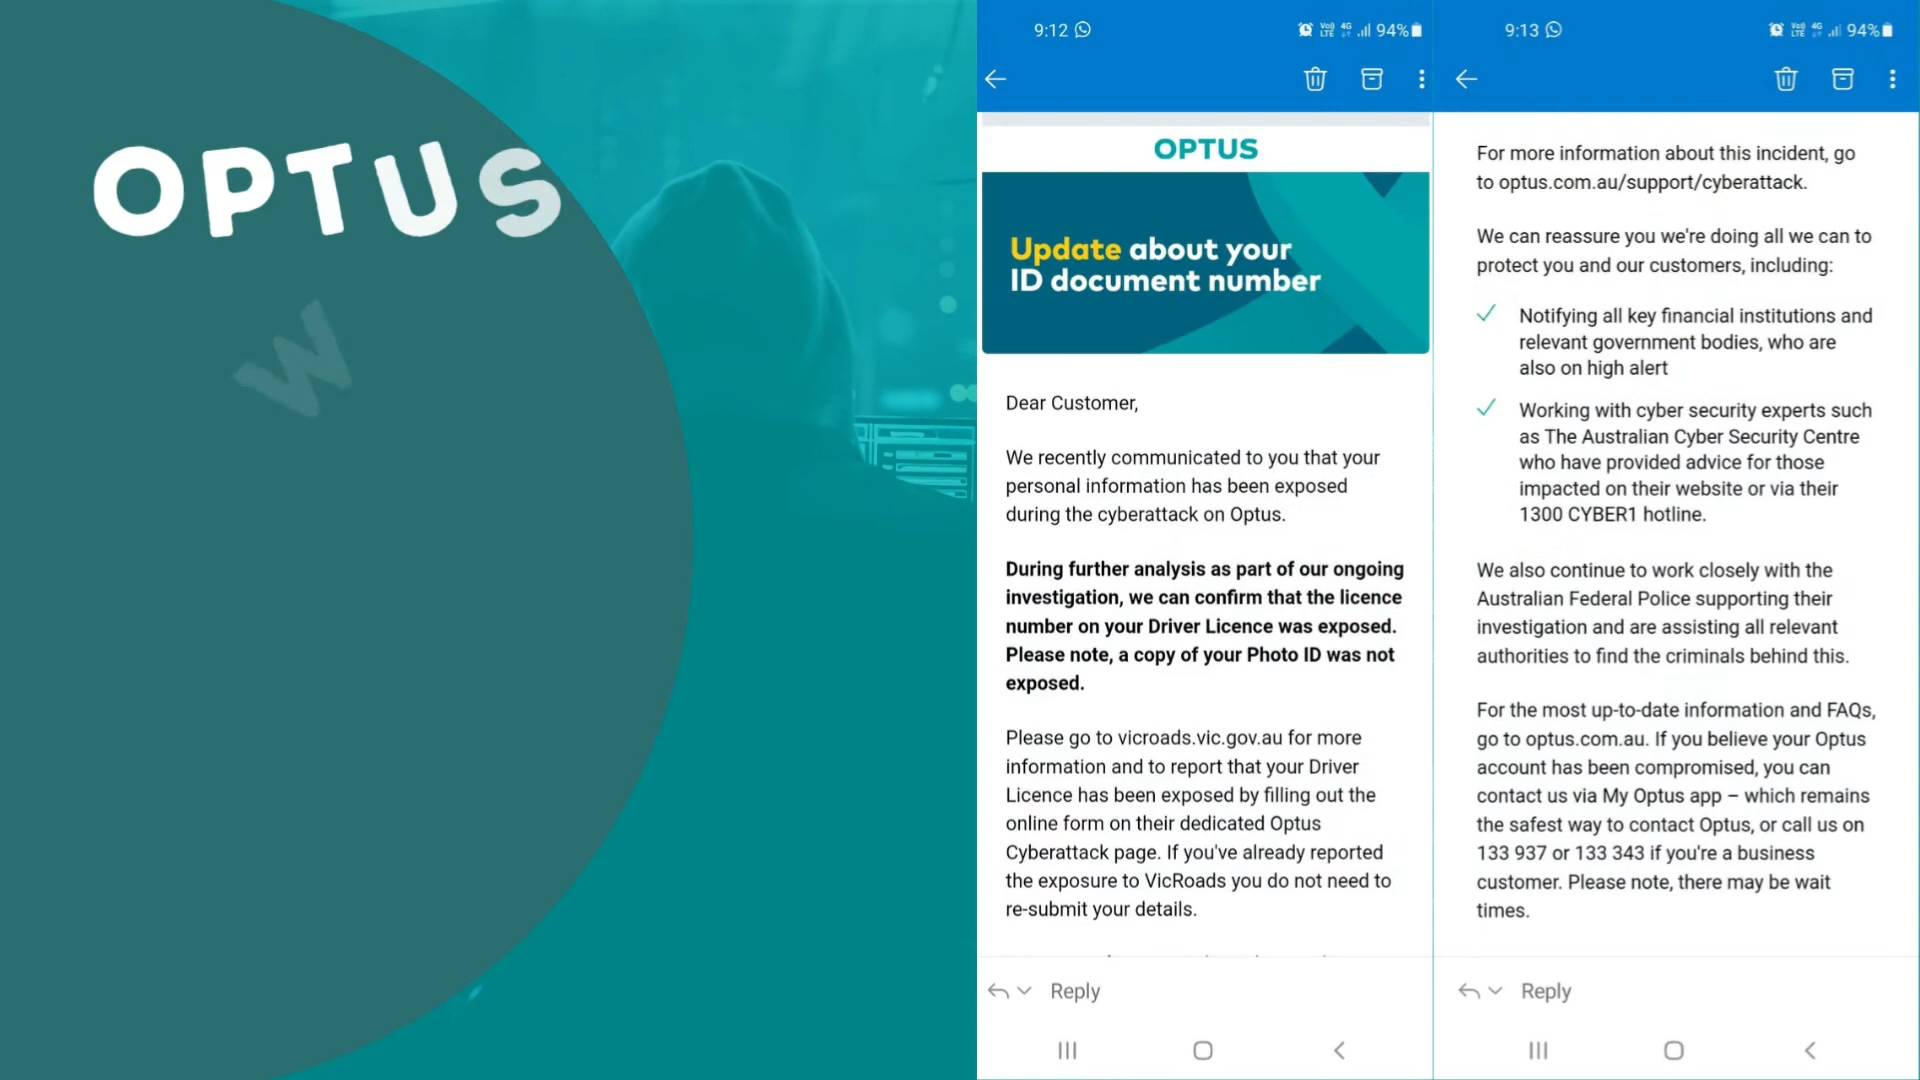 OPTUS
W
9:12
Vo)) LTE 4G 94%
OPTUS
Update about your
ID document number
Dear Customer,
We recently communicated to you that your
personal information has been exposed
during the cyberattack on Optus.
During further analysis as part of our ongoing
investigation, we can confirm that the licence
number on your Driver Licence was exposed.
Please note, a copy of your Photo ID was not
exposed.
Please go to vicroads.vic.gov.au for more
information and to report that your Driver
Licence has been exposed by filling out the
online form on their dedicated Optus
Cyberattack page. If you've already reported
the exposure to VicRoads you do not need to
re-submit your details.
Reply
9:13
Vo)) LTE 4G 94%
For more information about this incident, go
to optus.com.au/support/cyberattack.
We can reassure you we're doing all we can to
protect you and our customers, including:
Notifying all key financial institutions and
relevant government bodies, who are
also on high alert
Working with cyber security experts such
as The Australian Cyber Security Centre
who have provided advice for those
impacted on their website or via their
1300 CYBER1 hotline.
We also continue to work closely with the
Australian Federal Police supporting their
investigation and are assisting all relevant
authorities to find the criminals behind this.
For the most up-to-date information and FAQs,
go to optus.com.au. If you believe your Optus
account has been compromised, you can
contact us via My Optus app – which remains
the safest way to contact Optus, or call us on
133 937 or 133 343 if you're a business
customer. Please note, there may be wait
times.
Reply